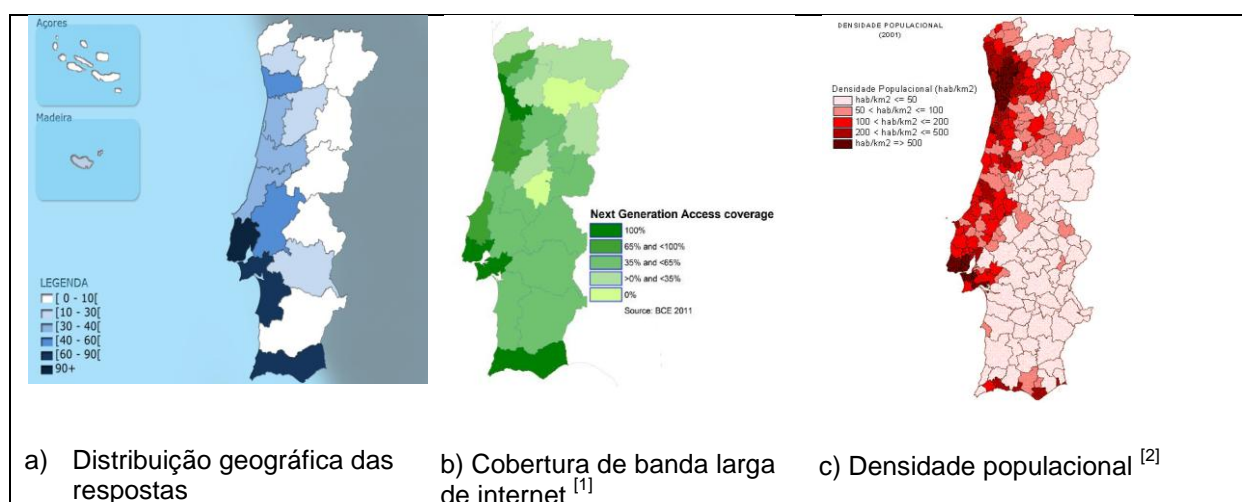 Açores
Madeira
LEGENDA
[ 0 - 10[
[10 - 30[
[30 - 40[
[40 - 60[
[60 - 90[
90+
a) Distribuição geográfica das
respostas
Next Generation Access coverage
100%
65% and <100%
35% and <65%
>0% and <35%
0%
Source: BCE 2011
b) Cobertura de banda larga
de internet [1]
DENSIDADE POPULACIONAL
(2001)
Densidade Populacional (hab/km2)
hab/km2 <= 50
50 < hab/km2 <= 100
100 < hab/km2 <= 200
200 < hab/km2 <= 500
hab/km2 => 500
c) Densidade populacional [2]